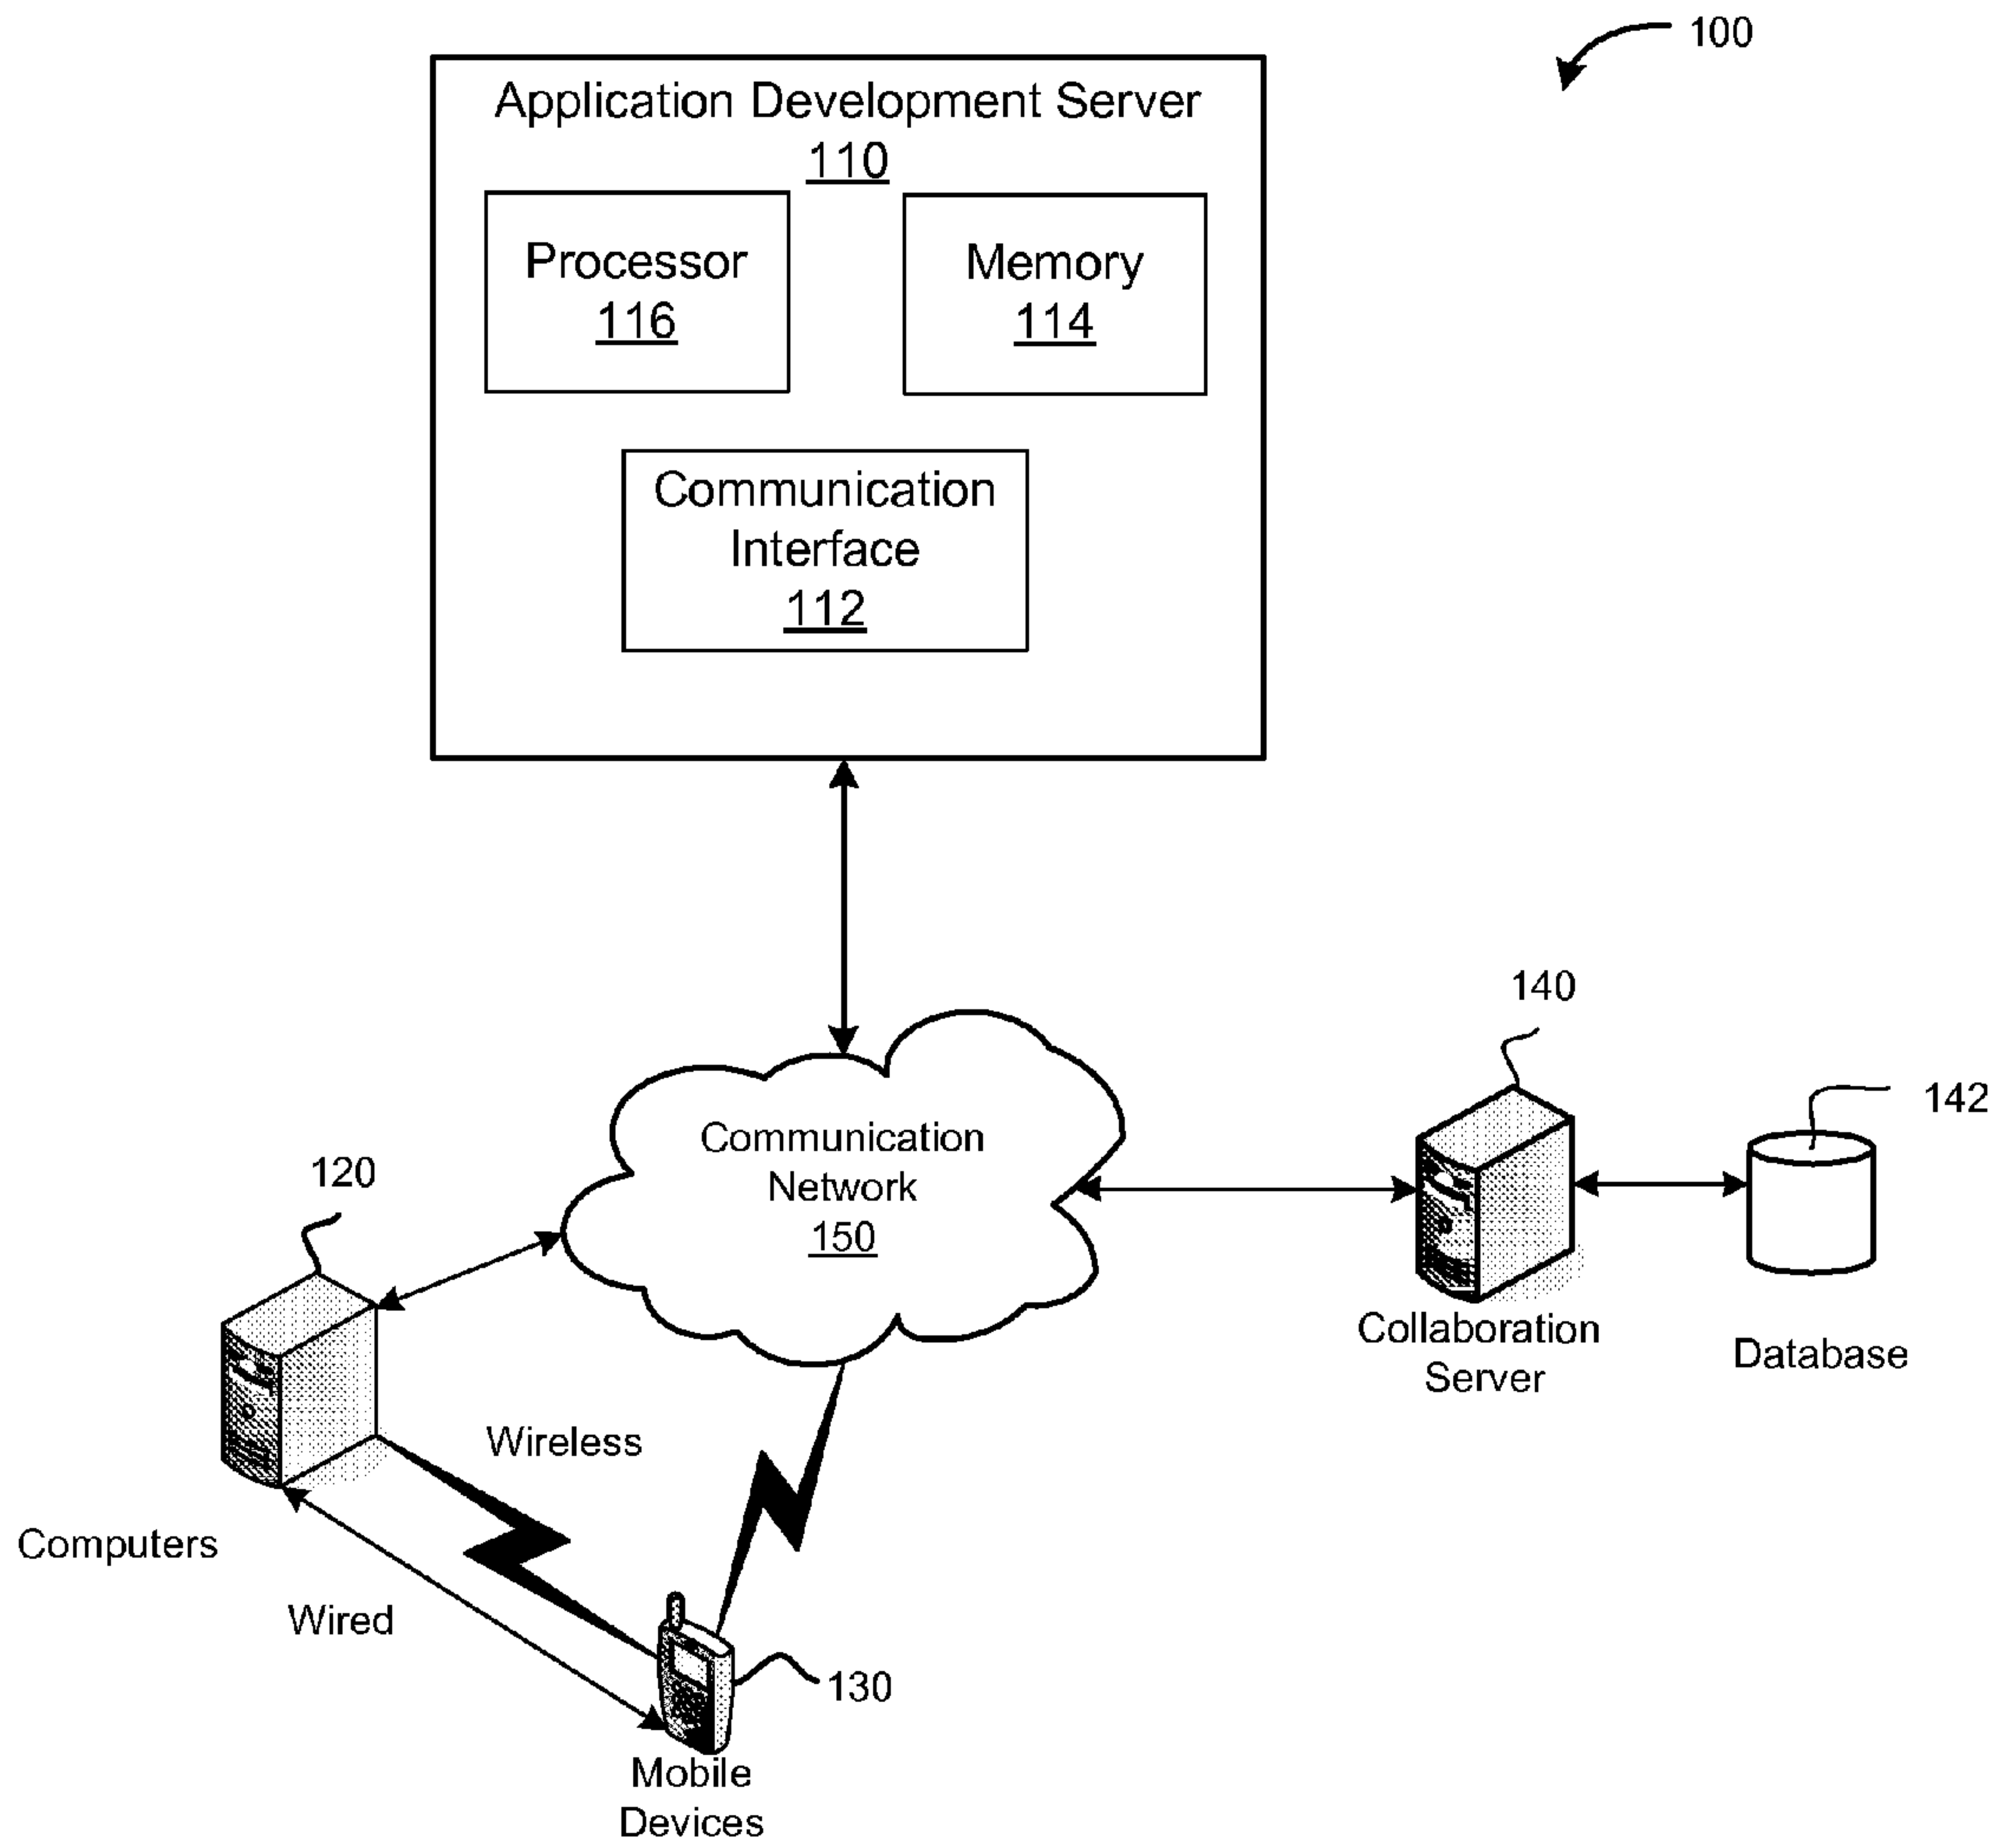 100
Application Development Server
110
Processor
116
Memory
114
Communication
Interface
112
140
142
Communication
Network
150
120
Collaboration
Server
Database
Wireless
Computers
Wired
130
Mobile
Devices